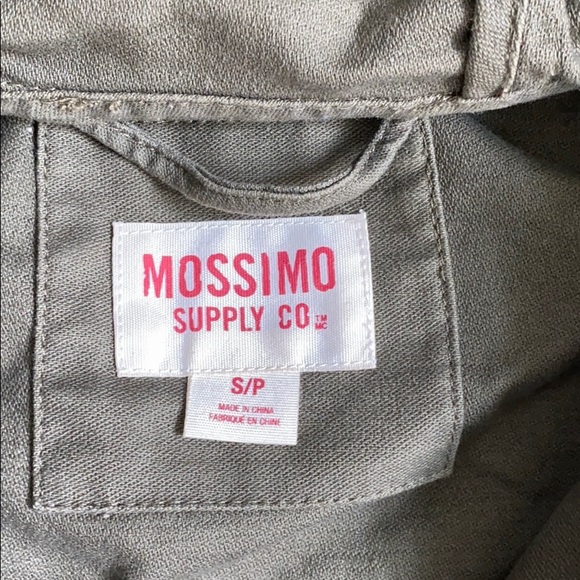 MOSSIMO
SUPPLY CO TM MC
S/P
MADE IN CHINA
FABRIQUÉ EN CHINE